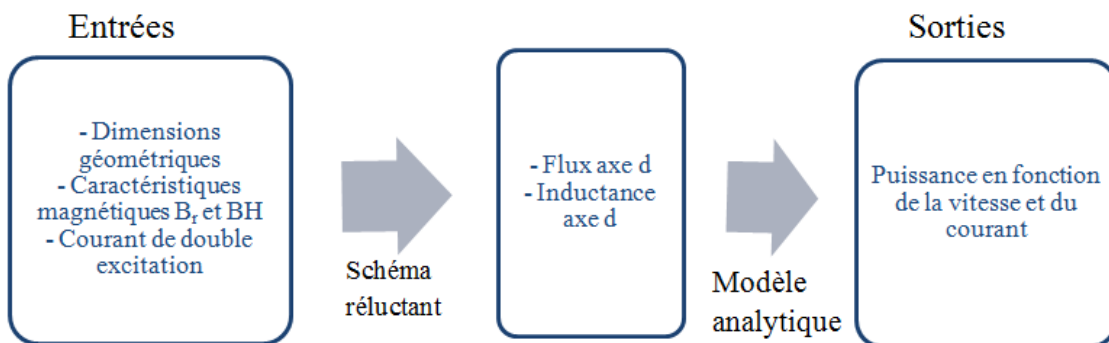 Entrées
- Dimensions
géométriques
- Caractéristiques
magnétiques Br et BH
- Courant de double
excitation
Schéma
réluctant
- Flux axe d
- Inductance
axe d
Modèle
analytique
Sorties
Puissance en fonction
de la vitesse et du
courant